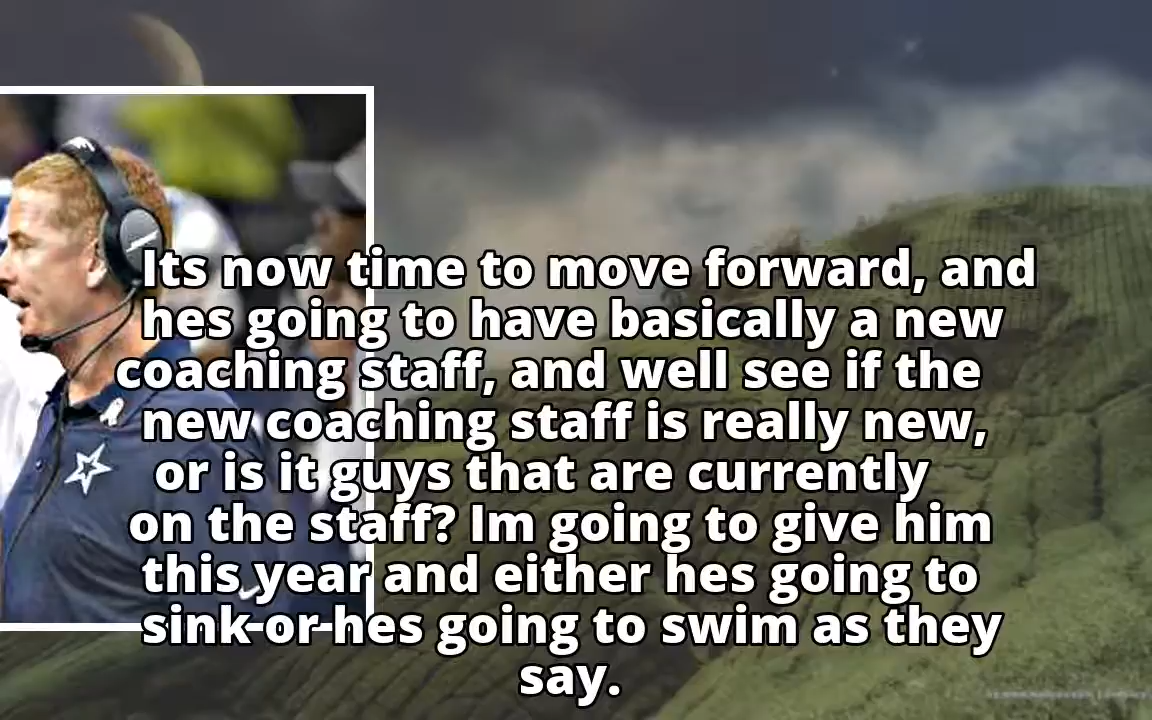 Its now time to move forward, and
hes going to have basically a new
coaching staff, and well see if the
new coaching staff is really new,
or is it guys that are currently
on the staff? Im going to give him
this year and either hes going to
sink or hes going to swim as they
say.